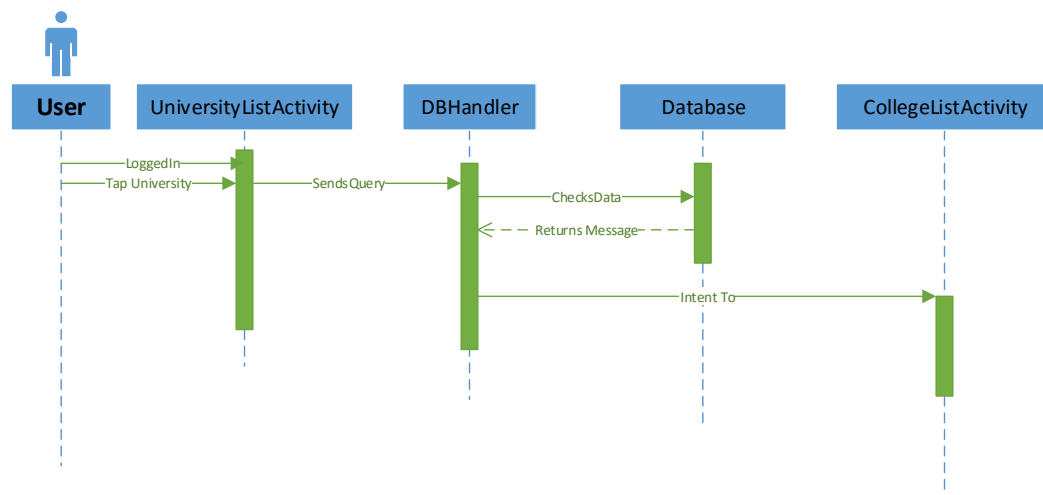 User
UniversityListActivity
DBHandler
Database
CollegeListActivity
LoggedIn
Tap University
SendsQuery
ChecksData
Returns Message
Intent To